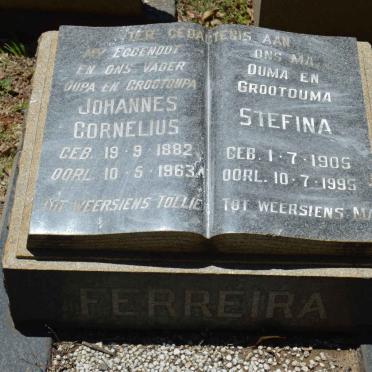 TER GEDAGTENIS AAN
MY EGGENOOT
EN ONS VADER
OUPA EN GROOTOUPA
JOHANNES
CORNELIUS
GEB. 19-9-1882
OORL. 10-5-1963
TOT WEERSIENS TOLLIE
ONS MA,
OUMA EN
GROOTOUMA
STEFINA
GEB. 1-7-1905
OORL. 10-7-1995
TOT WEERSIENS MA
FERREIRA